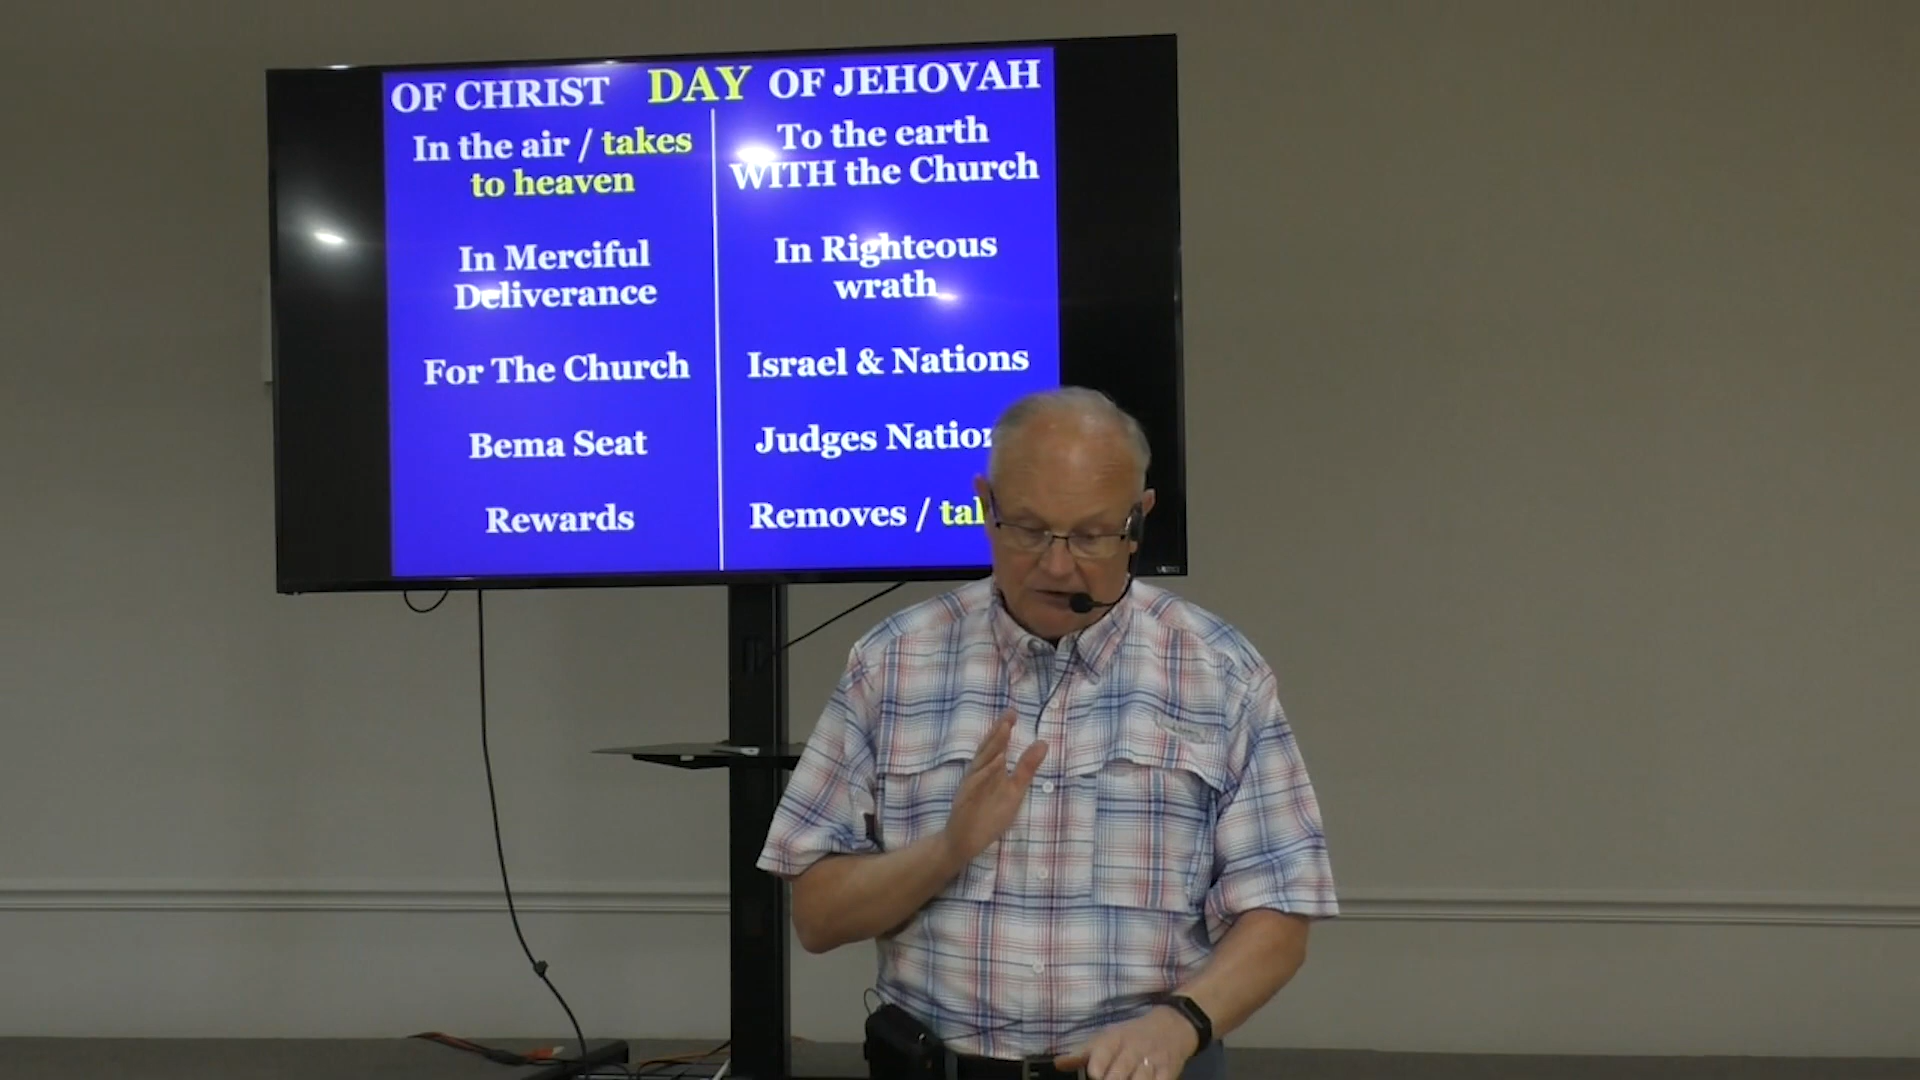 OF CHRIST DAY OF JEHOVAH
In the air / takes
to heaven
In Merciful
Deliverance
For The Church
Bema Seat
Rewards
To the earth
WITH the Church
In Righteous
wrath
Israel & Nations
Judges
Removes /